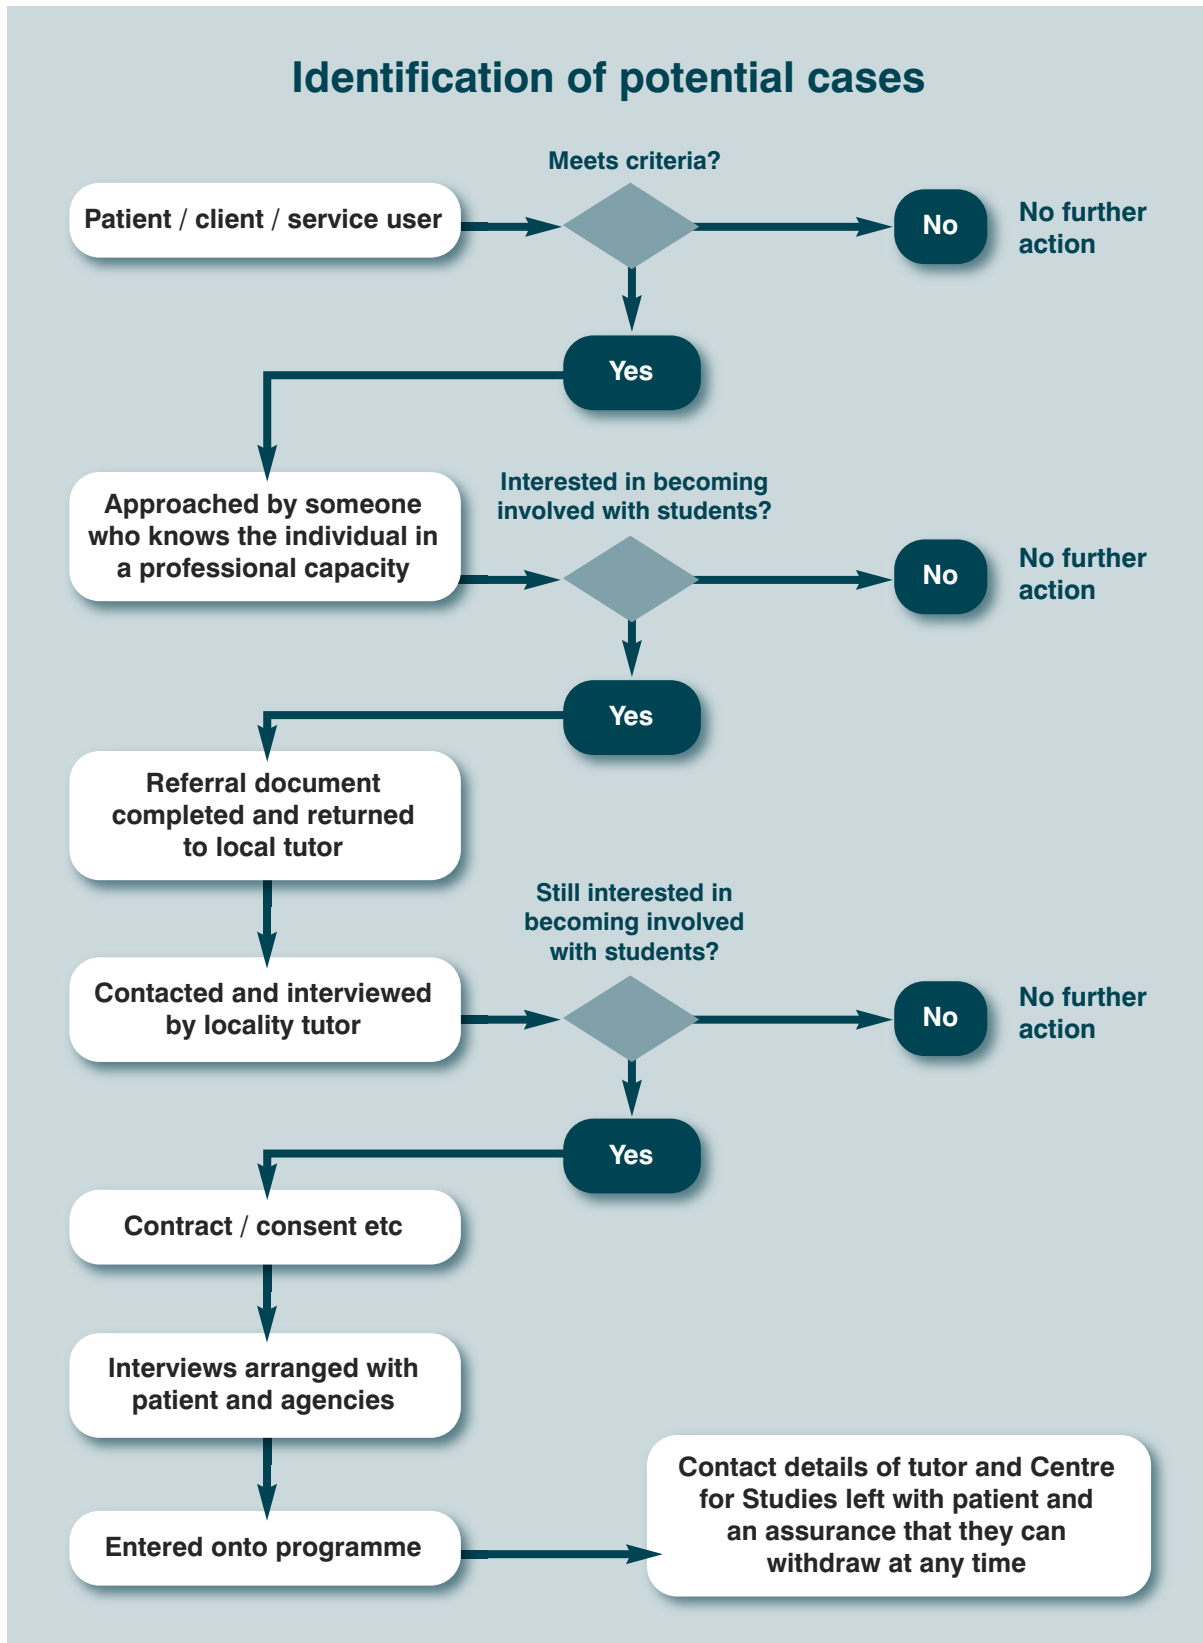 Identification of potential cases
Meets criteria?
Patient / client / service user
No
No further
action
Yes
Approached by someone
who knows the individual in
a professional capacity
Interested in becoming
involved with students?
No
No further
action
Yes
Referral document
completed and returned
to local tutor
Still interested in
becoming involved
with students?
Contacted and interviewed
by locality tutor
No
No further
action
Yes
Contract / consent etc
Interviews arranged with
patient and agencies
Entered onto programme
Contact details of tutor and Centre
for Studies left with patient and
an assurance that they can
withdraw at any time